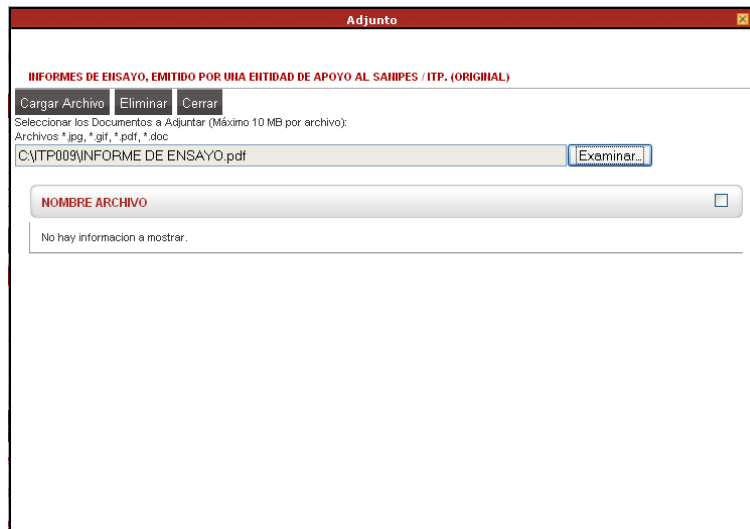 Adjunto
INFORMES DE ENSAYO, EMITIDO POR UNA ENTIDAD DE APOYO AL SANIPES / ITP. (ORIGINAL)
Cargar Archivo Eliminar Cerrar
Seleccionar los Documentos a Adjuntar (Máximo 10 MB por archivo):
Archivos *.jpg, *.gif, *.pdf, *.doc
C:\ITP009\INFORME DE ENSAYO.pdf Examinar...
NOMBRE ARCHIVO
No hay informacion a mostrar.